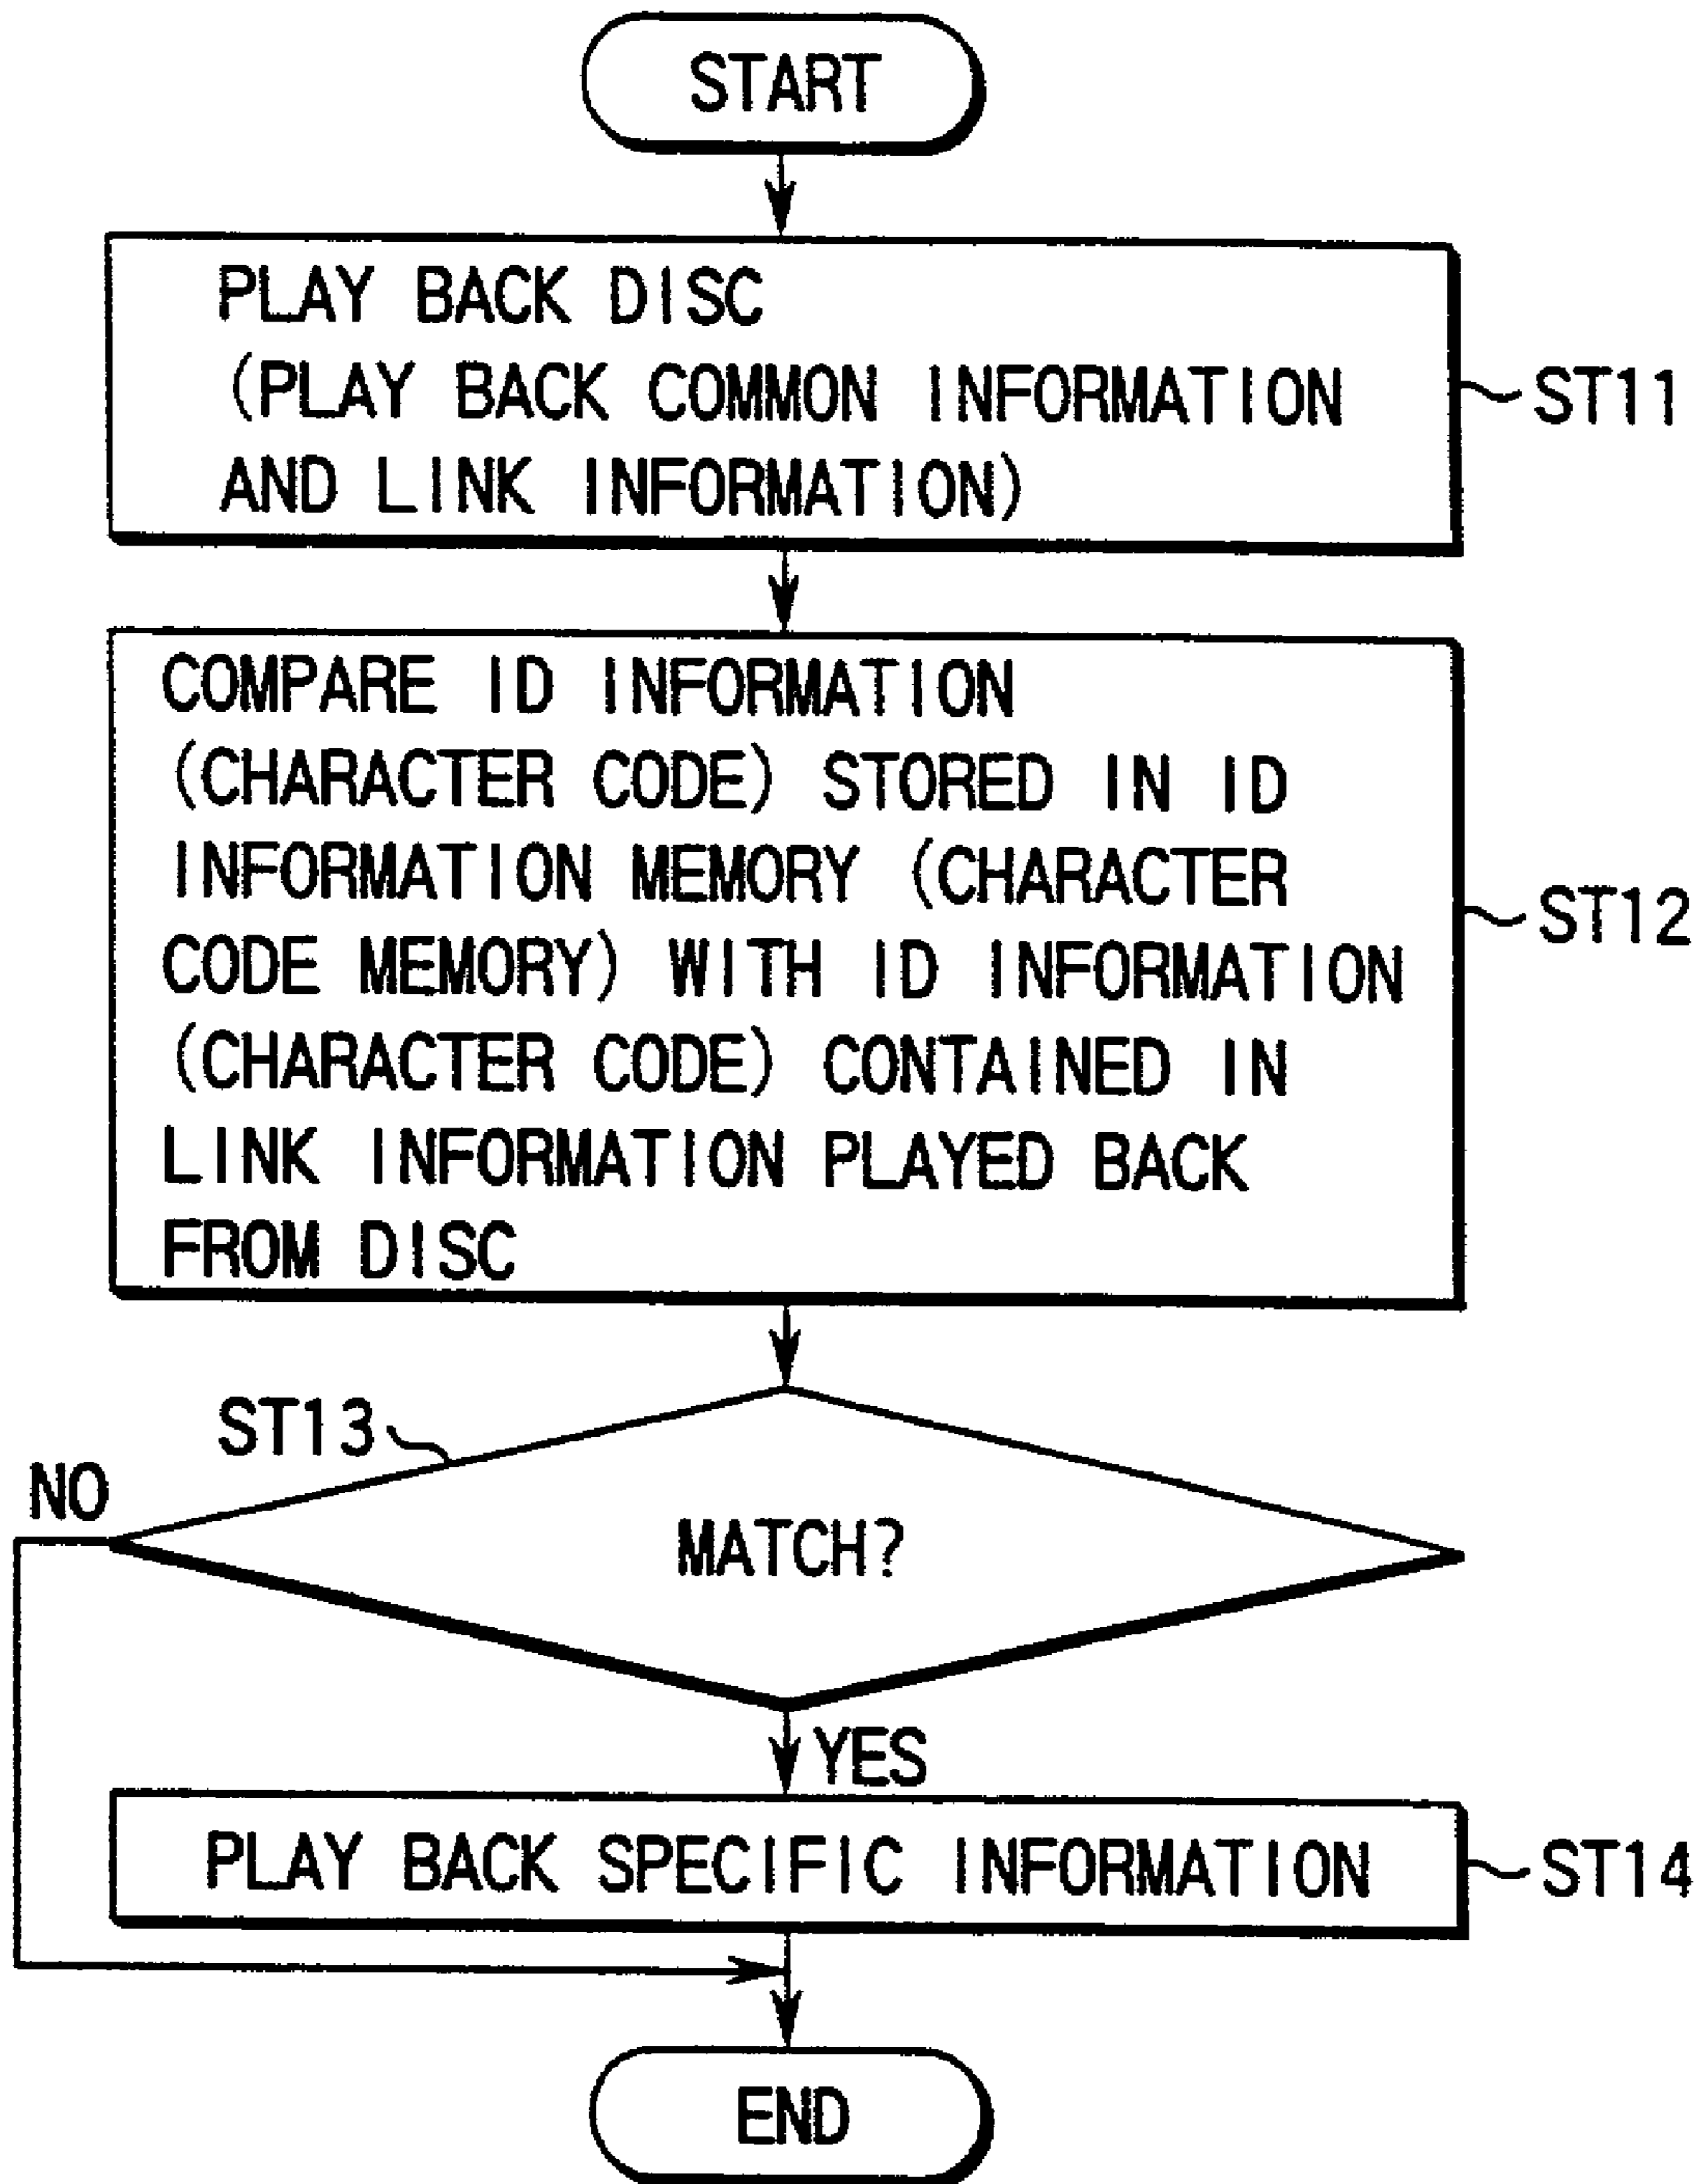 START
PLAY BACK DISC
(PLAY BACK COMMON INFORMATION
AND LINK INFORMATION)
ST11
COMPARE ID INFORMATION
(CHARACTER CODE) STORED IN ID
INFORMATION MEMORY (CHARACTER
CODE MEMORY) WITH ID INFORMATION
(CHARACTER CODE) CONTAINED IN
LINK INFORMATION PLAYED BACK
FROM DISC
ST12
ST13
NO
MATCH?
YES
PLAY BACK SPECIFIC INFORMATION
ST14
END